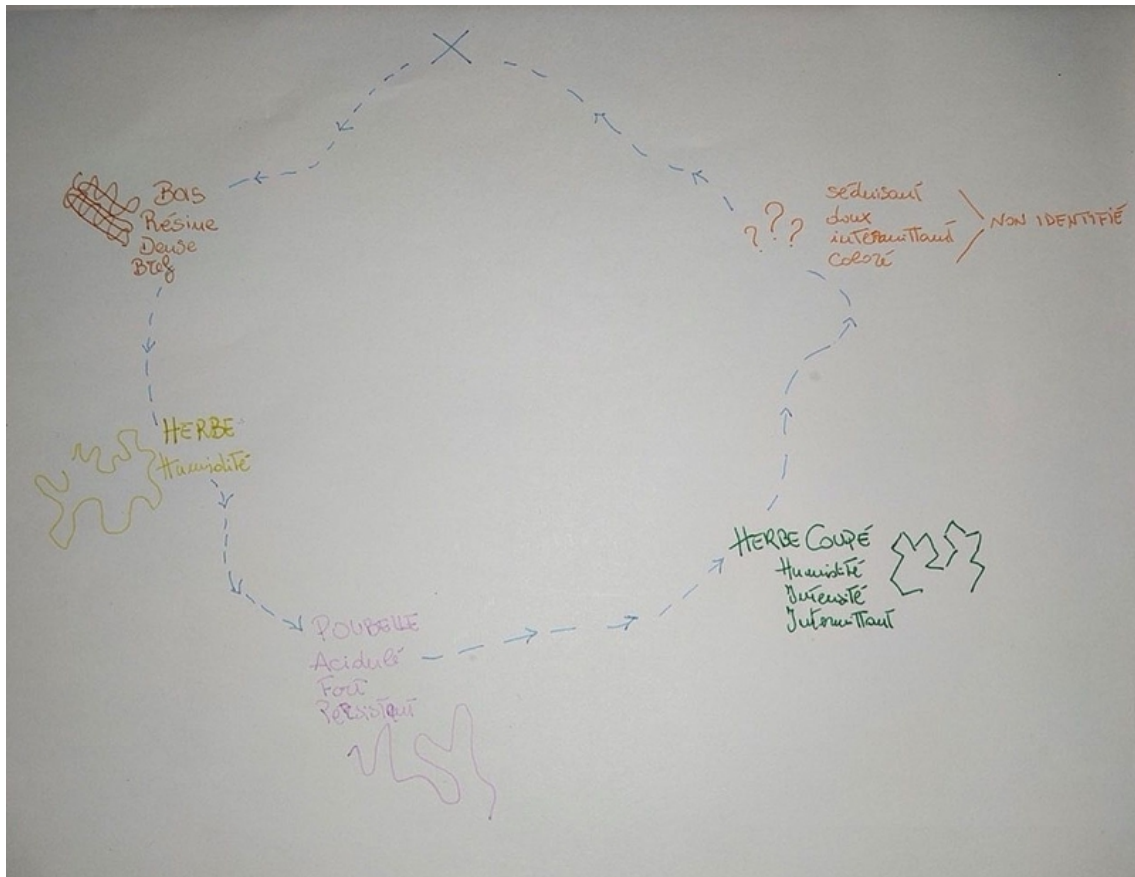 Bois
Résine
Dense
Bref
HERBE
Humidité
POUBELLE
Acidulé
Fort
Persistant
HERBE COUPÉ
Humidité
Intensité
Intermittant
???
séduisant
doux
intermittant
coloré
NON IDENTIFIÉ